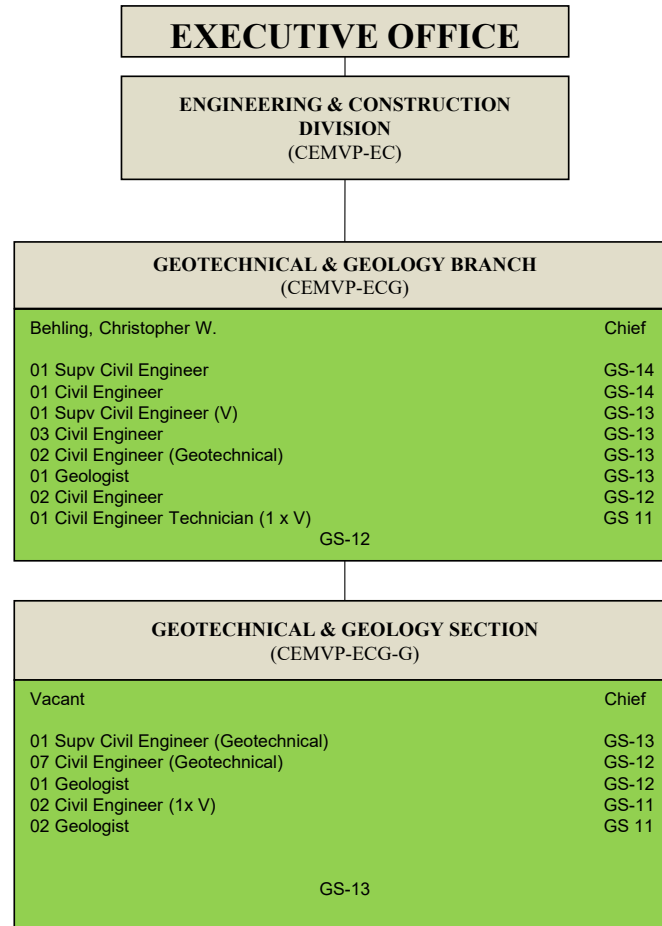 EXECUTIVE OFFICE
ENGINEERING & CONSTRUCTION
DIVISION
(CEMVP-EC)
GEOTECHNICAL & GEOLOGY BRANCH
(CEMVP-ECG)
Behling, Christopher W. Chief
01 Supv Civil Engineer GS-14
01 Civil Engineer GS-14
01 Supv Civil Engineer (V) GS-13
03 Civil Engineer GS-13
02 Civil Engineer (Geotechnical) GS-13
01 Geologist GS-13
02 Civil Engineer GS-12
01 Civil Engineer Technician (1 x V) GS 11
GS-12
GEOTECHNICAL & GEOLOGY SECTION
(CEMVP-ECG-G)
Vacant Chief
01 Supv Civil Engineer (Geotechnical) GS-13
07 Civil Engineer (Geotechnical) GS-12
01 Geologist GS-12
02 Civil Engineer (1x V) GS-11
02 Geologist GS 11
GS-13